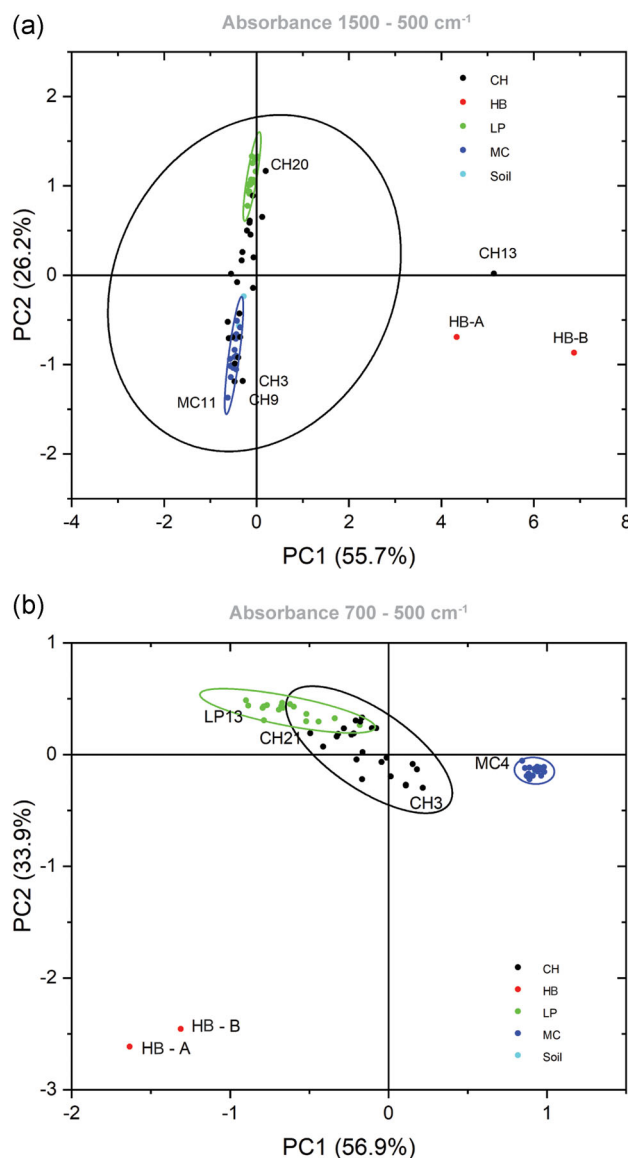 (a)
Absorbance 1500 - 500 cm⁻¹
CH
HB
LP
MC
Soil
CH20
CH13
HB-A
HB-B
CH3
CH9
MC11
2
1
0
-1
-2
PC2 (26.2%)
-4
-2
0
2
4
6
8
PC1 (55.7%)
(b)
Absorbance 700 - 500 cm⁻¹
LP13
CH21
CH3
MC4
HB - B
HB - A
CH
HB
LP
MC
Soil
1
0
-1
-2
-3
PC2 (33.9%)
-2
-1
0
1
PC1 (56.9%)